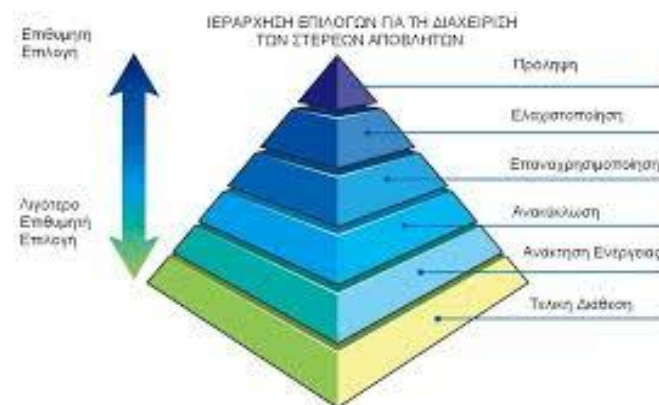 ΙΕΡΑΡΧΗΣΗ ΕΠΙΛΟΓΩΝ ΓΙΑ ΤΗ ΔΙΑΧΕΙΡΙΣΗ
ΤΩΝ ΣΤΕΡΕΩΝ ΑΠΟΒΛΗΤΩΝ
Επιθυμητή
Επιλογή
Πρόληψη
Ελαχιστοποίηση
Επαναχρησιμοποίηση
Λιγότερο
Επιθυμητή
Επιλογή
Ανακύκλωση
Ανάκτηση Ενέργειας
Τελική Διάθεση